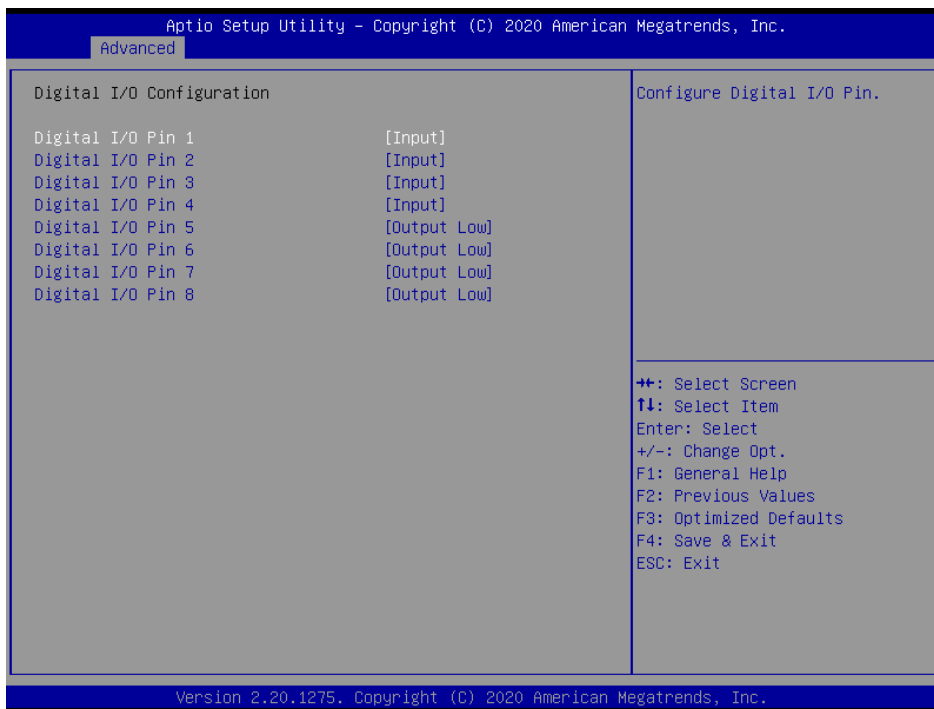 Aptio Setup Utility – Copyright (C) 2020 American Megatrends, Inc.
Advanced
Digital I/O Configuration
Digital I/O Pin 1 [Input]
Digital I/O Pin 2 [Input]
Digital I/O Pin 3 [Input]
Digital I/O Pin 4 [Input]
Digital I/O Pin 5 [Output Low]
Digital I/O Pin 6 [Output Low]
Digital I/O Pin 7 [Output Low]
Digital I/O Pin 8 [Output Low]
Configure Digital I/O Pin.
→←: Select Screen
↑↓: Select Item
Enter: Select
+/-: Change Opt.
F1: General Help
F2: Previous Values
F3: Optimized Defaults
F4: Save & Exit
ESC: Exit
Version 2.20.1275. Copyright (C) 2020 American Megatrends, Inc.